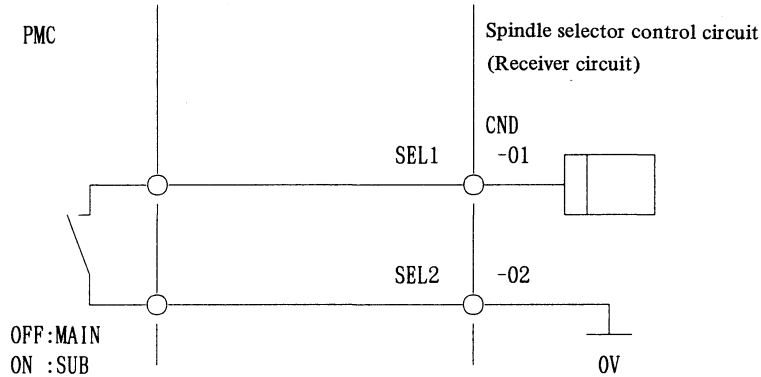 PMC
Spindle selector control circuit
(Receiver circuit)
CND
SEL1
-01
SEL2
-02
OFF:MAIN
ON :SUB
0V